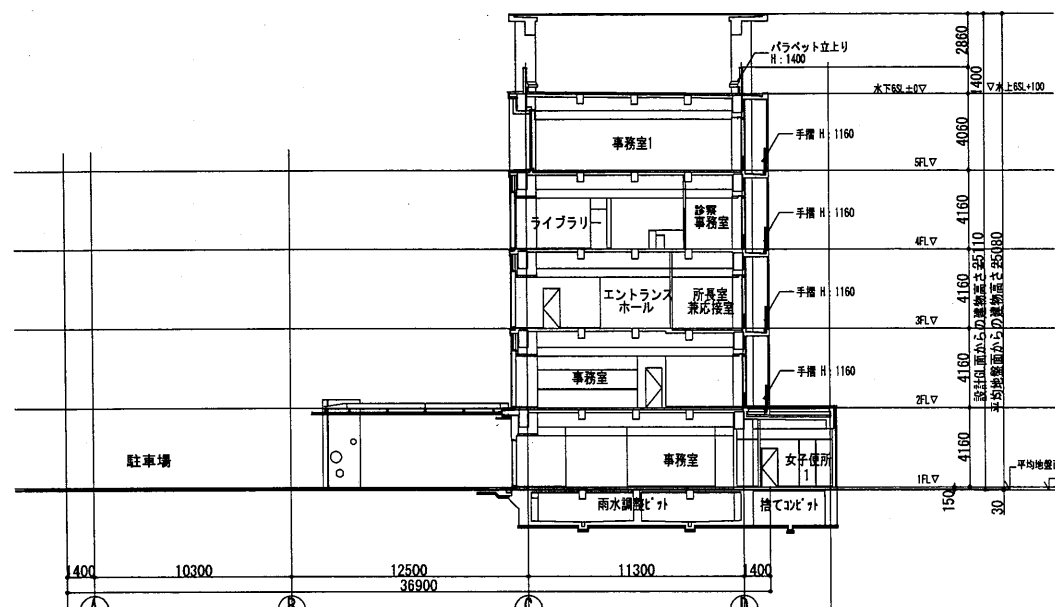 2860
パラペット立上り
H:1400
1400
水下6SL±0▽
▽水上6SL+100
4060
事務室1
手摺 H:1160
5FL▽
ライブラリー
診察
事務室
手摺 H:1160
4160
4FL▽
エントランス
ホール
所長室
兼応接室
手摺 H:1160
4160
3FL▽
設計GL面からの建物高さ25110
平均地盤面からの建物高さ25080
事務室
手摺 H:1160
4160
2FL▽
駐車場
事務室
女子便所
1
4160
平均地盤面
1FL▽
150
30
雨水調整ピット
捨てコンピット
1400
10300
12500
11300
1400
36900
A
B
C
D